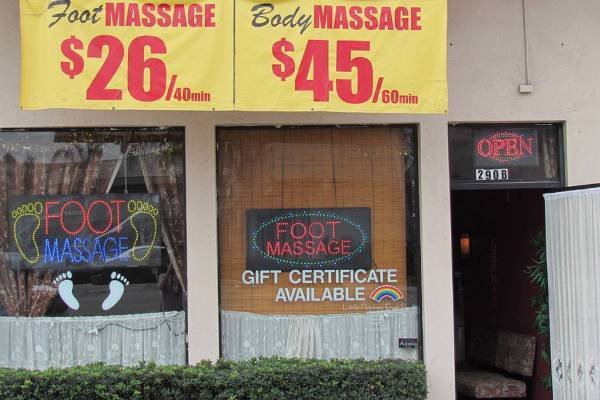 Foot MASSAGE
$26/40min
Body MASSAGE
$45/60min
OPEN
290B
FOOT
MASSAGE
FOOT
MASSAGE
GIFT CERTIFICATE
AVAILABLE